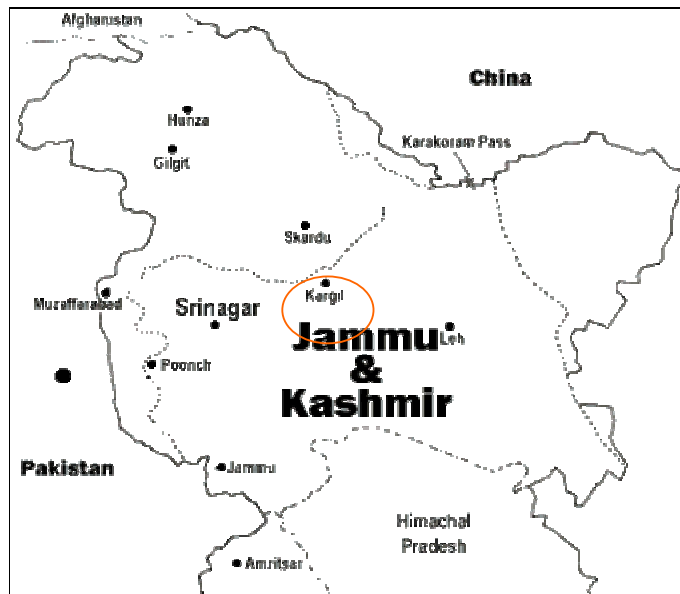 Afghanistan
China
Hunza
Karakoram Pass
Gilgit
Skardu
Kargil
Muzaffarabad
Srinagar
Jammu
Leh
&
Poonch
Kashmir
Pakistan
Jammu
Himachal
Pradesh
Amritsar